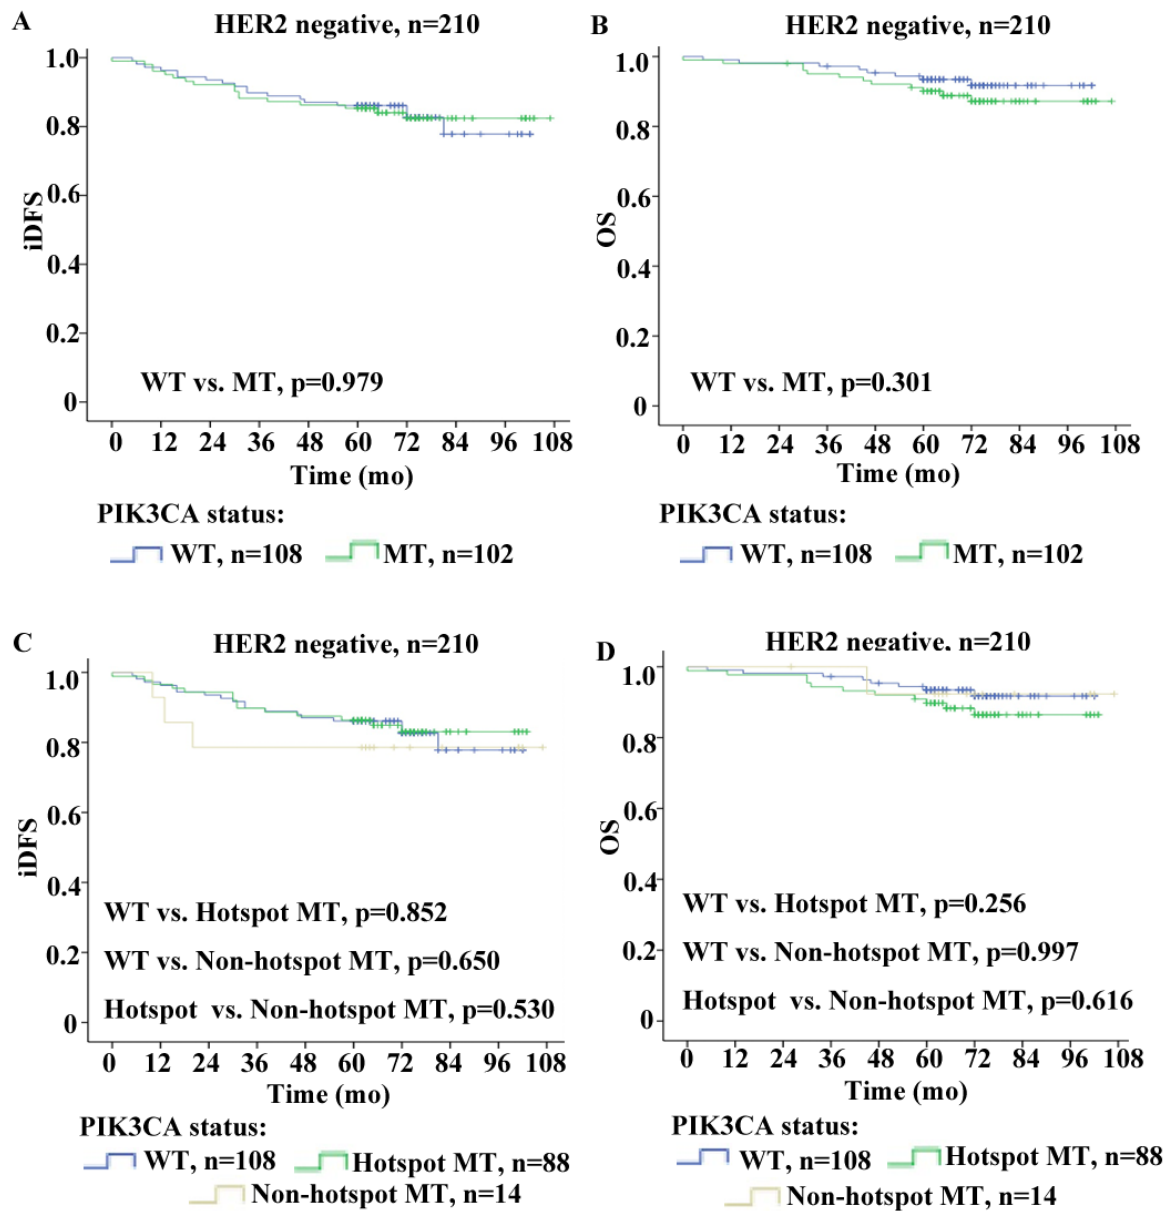 A
HER2 negative, n=210
1.0
0.8
0.6
0.4
0.2
0
iDFS
WT vs. MT, p=0.979
0 12 24 36 48 60 72 84 96 108
Time (mo)
PIK3CA status:
WT, n=108 MT, n=102
B
HER2 negative, n=210
1.0
0.8
0.6
0.4
0.2
0
OS
WT vs. MT, p=0.301
0 12 24 36 48 60 72 84 96 108
Time (mo)
PIK3CA status:
WT, n=108 MT, n=102
C
HER2 negative, n=210
1.0
0.8
0.6
0.4
0.2
0
iDFS
WT vs. Hotspot MT, p=0.852
WT vs. Non-hotspot MT, p=0.650
Hotspot vs. Non-hotspot MT, p=0.530
0 12 24 36 48 60 72 84 96 108
Time (mo)
PIK3CA status:
WT, n=108 Hotspot MT, n=88
Non-hotspot MT, n=14
D
HER2 negative, n=210
1.0
0.8
0.6
0.4
0.2
0
OS
WT vs. Hotspot MT, p=0.256
WT vs. Non-hotspot MT, p=0.997
Hotspot vs. Non-hotspot MT, p=0.616
0 12 24 36 48 60 72 84 96 108
Time (mo)
PIK3CA status:
WT, n=108 Hotspot MT, n=88
Non-hotspot MT, n=14